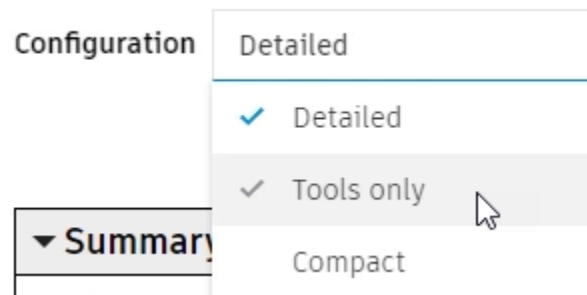 Configuration Detailed
Detailed
Tools only
Summary
Compact